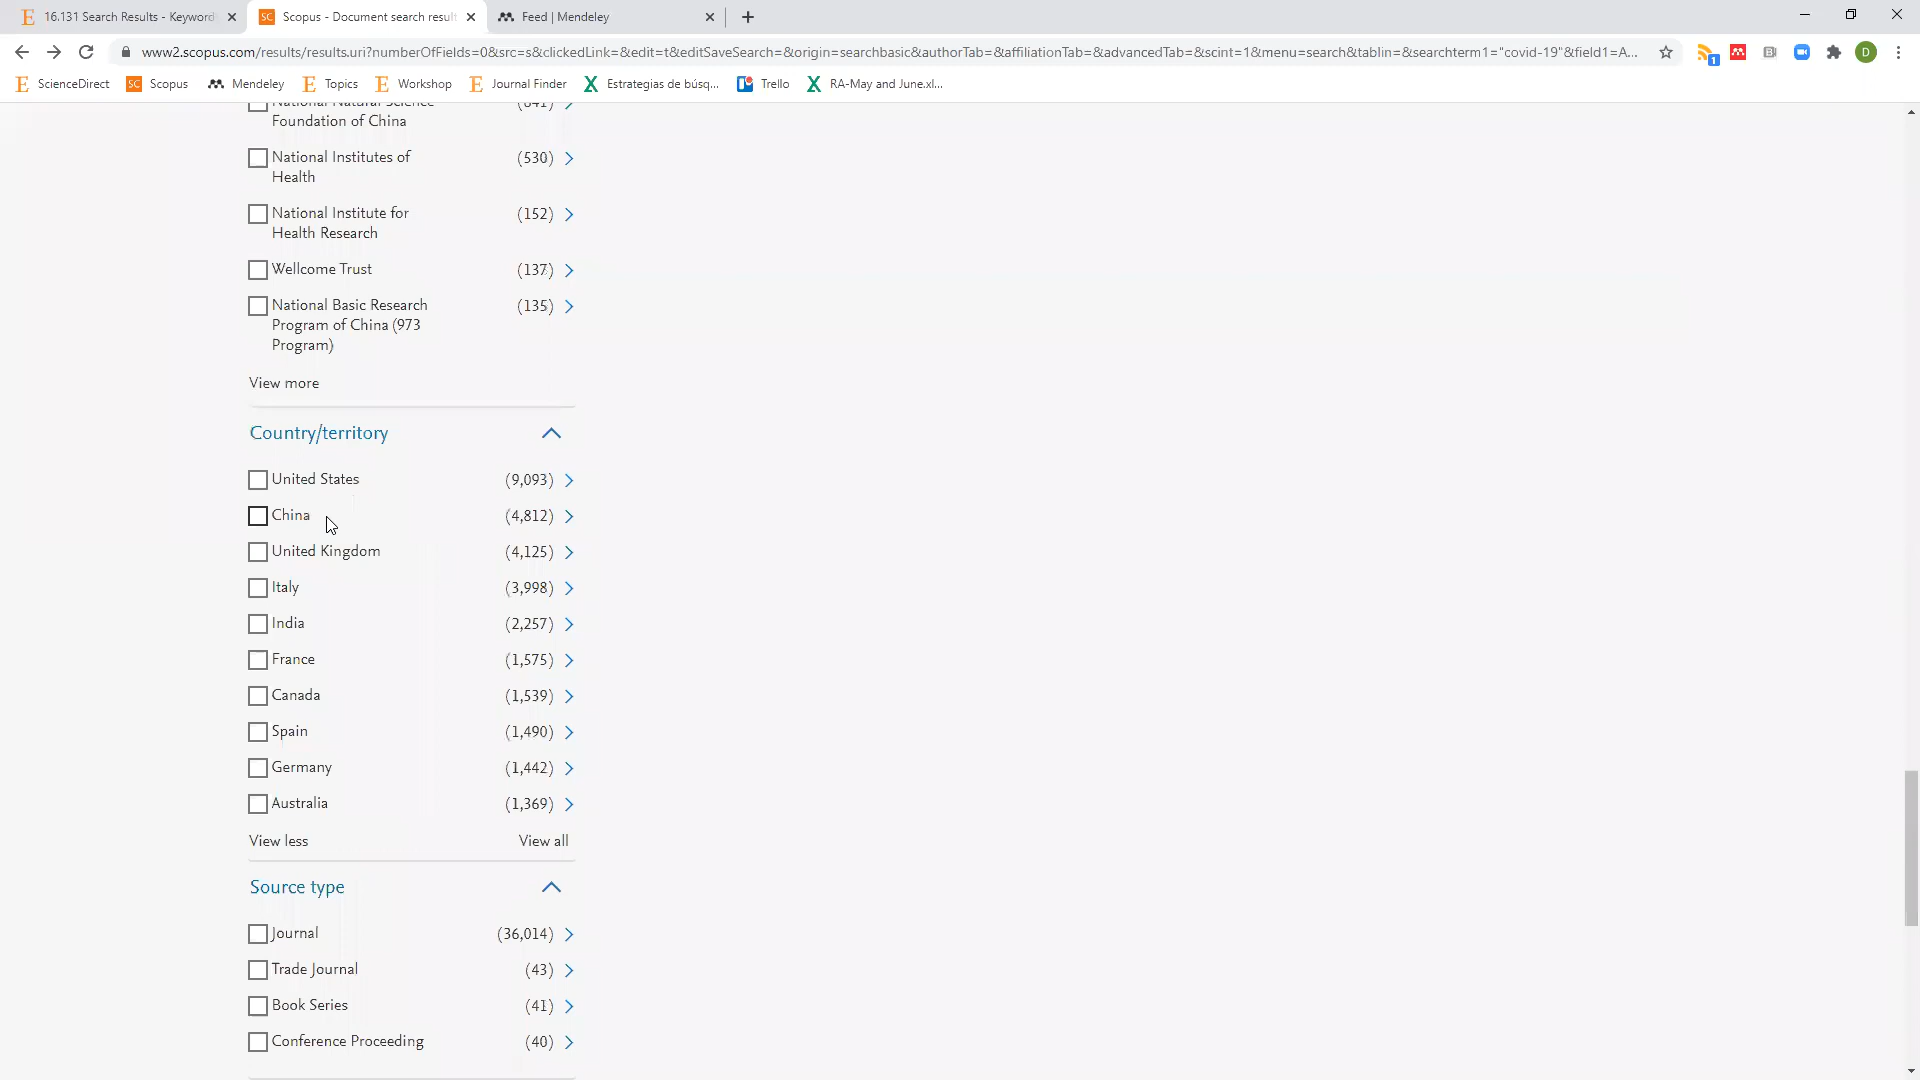 16.131 Search Results - Keyword
Scopus - Document search result
Feed | Mendeley
www2.scopus.com/results/results.uri?numberOfFields=0&src=s&clickedLink=&edit=t&editSaveSearch=&origin=searchbasic&authorTab=&affiliationTab=&advancedTab=&scint=1&menu=search&tablin=&searchterm1="covid-19"&field1=A...
ScienceDirect
Scopus
Mendeley
Topics
Workshop
Journal Finder
Estrategias de búsq...
Trello
RA-May and June.xl...
National Natural Science (841)
Foundation of China
National Institutes of (530)
Health
National Institute for (152)
Health Research
Wellcome Trust (137)
National Basic Research (135)
Program of China (973
Program)
View more
Country/territory
United States (9,093)
China (4,812)
United Kingdom (4,125)
Italy (3,998)
India (2,257)
France (1,575)
Canada (1,539)
Spain (1,490)
Germany (1,442)
Australia (1,369)
View less View all
Source type
Journal (36,014)
Trade Journal (43)
Book Series (41)
Conference Proceeding (40)